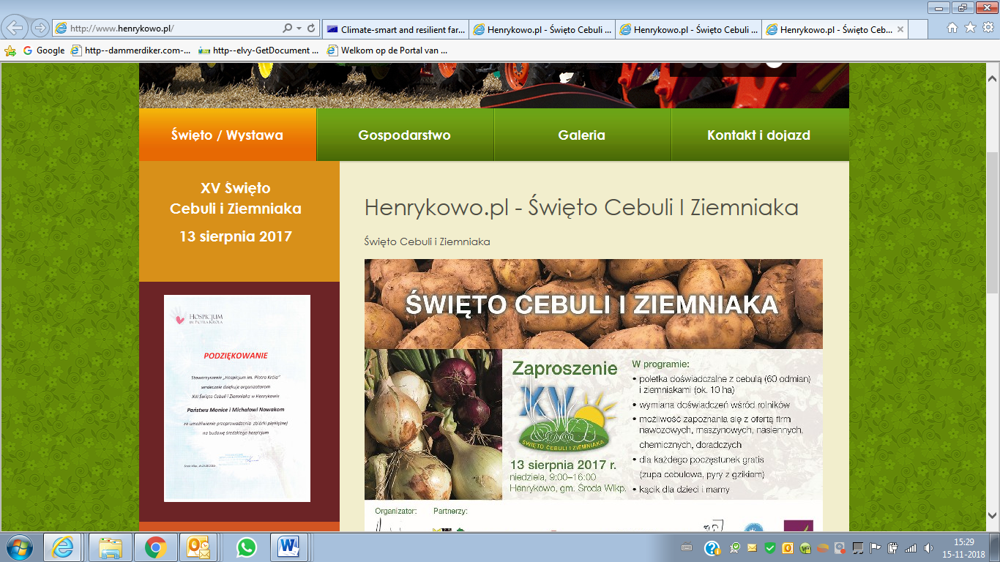 http://www.henrykowo.pl/
Climate-smart and resilient far...
Henrykowo.pl - Święto Cebuli ...
Henrykowo.pl - Święto Cebuli ...
Henrykowo.pl - Święto Ceb...
Google
http--dammerdiker.com-...
http--elvy-GetDocument ...
Welkom op de Portal van ...
Święto / Wystawa
Gospodarstwo
Galeria
Kontakt i dojazd
XV Święto
Cebuli i Ziemniaka
13 sierpnia 2017
HOSPICJUM
IM. PIOTRA KRÓLA
PODZIĘKOWANIE
Stowarzyszenie „Hospicjum im. Piotra Króla"
serdecznie dziękuje organizatorom
XIII Święta Cebuli i Ziemniaka w Henrykowie
Państwu Monice i Michałowi Nowakom
za umożliwienie przeprowadzenia zbiórki pieniężnej
na budowę średzkiego hospicjum
Henrykowo.pl - Święto Cebuli I Ziemniaka
Święto Cebuli i Ziemniaka
ŚWIĘTO CEBULI I ZIEMNIAKA
Zaproszenie
XV
ŚWIĘTO CEBULI I ZIEMNIAKA
13 sierpnia 2017 r.
niedziela, 9:00–16:00
Henrykowo, gm. Środa Wlkp.
W programie:
• poletka doświadczalne z cebulą (60 odmian)
i ziemniakami (ok. 10 ha)
• wymiana doświadczeń wśród rolników
• możliwość zapoznania się z ofertą firm
nawozowych, maszynowych, nasiennych,
chemicznych, doradczych
• dla każdego poczęstunek gratis
(zupa cebulowa, pyry z gzikiem)
• kącik dla dzieci i mamy
Organizator:
Partnerzy:
15:29
15-11-2018